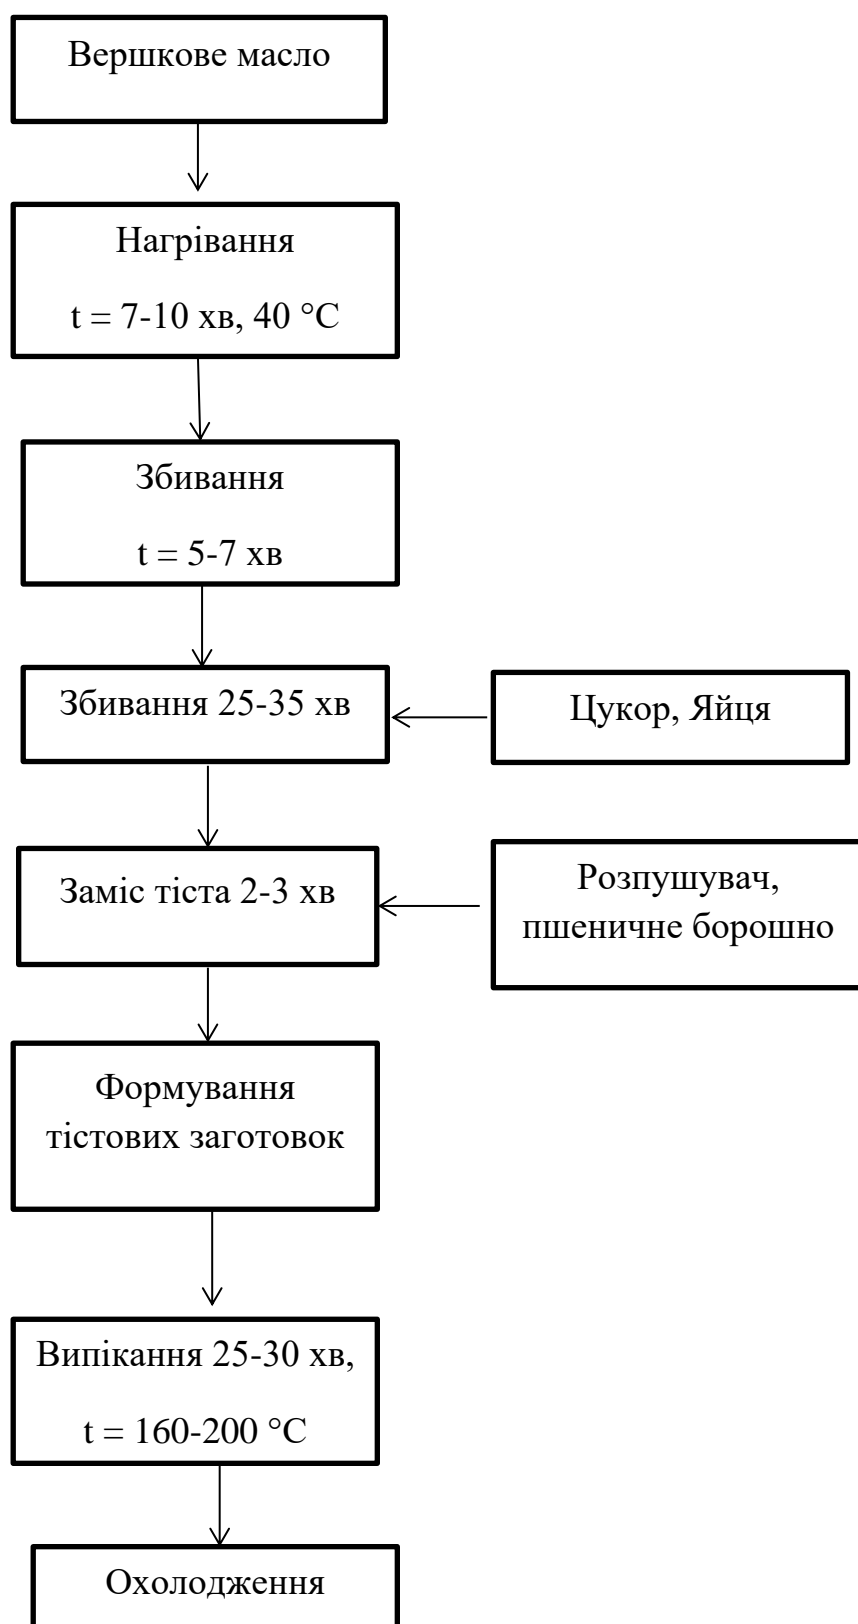 Вершкове масло
Нагрівання
t = 7-10 хв, 40 °C
Збивання
t = 5-7 хв
Збивання 25-35 хв
Цукор, Яйця
Заміс тіста 2-3 хв
Розпушувач,
пшеничне борошно
Формування
тістових заготовок
Випікання 25-30 хв,
t = 160-200 °C
Охолодження